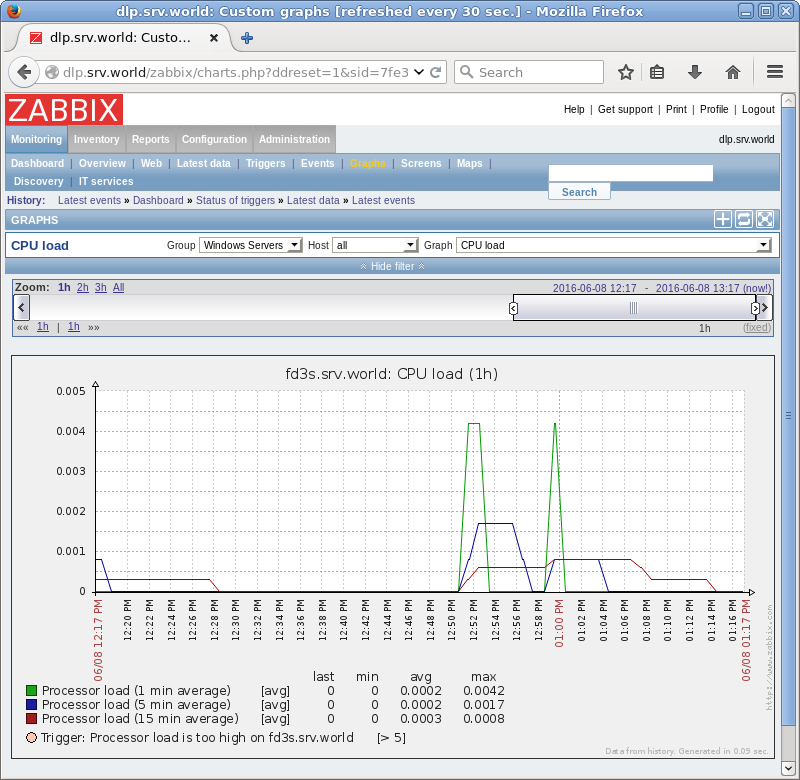 dlp.srv.world: Custom graphs [refreshed every 30 sec.] - Mozilla Firefox
dlp.srv.world: Custo...
dlp.srv.world/zabbix/charts.php?ddreset=1&sid=7fe3
Search
ZABBIX
Help | Get support | Print | Profile | Logout
Monitoring Inventory Reports Configuration Administration
dlp.srv.world
Dashboard | Overview | Web | Latest data | Triggers | Events | Graphs | Screens | Maps |
Discovery | IT services
Search
History: Latest events » Dashboard » Status of triggers » Latest data » Latest events
GRAPHS
CPU load
Group Windows Servers Host all Graph CPU load
Hide filter
Zoom: 1h 2h 3h All
2016-06-08 12:17 - 2016-06-08 13:17 (now!)
«« 1h | 1h »»
1h (fixed)
fd3s.srv.world: CPU load (1h)
0.005
0.004
0.003
0.002
0.001
0
06/08 12:17 PM
12:20 PM
12:22 PM
12:24 PM
12:26 PM
12:28 PM
12:30 PM
12:32 PM
12:34 PM
12:36 PM
12:38 PM
12:40 PM
12:42 PM
12:44 PM
12:46 PM
12:48 PM
12:50 PM
12:52 PM
12:54 PM
12:56 PM
12:58 PM
01:00 PM
01:02 PM
01:04 PM
01:06 PM
01:08 PM
01:10 PM
01:12 PM
01:14 PM
01:16 PM
06/08 01:17 PM
http://www.zabbix.com
last min avg max
Processor load (1 min average) [avg] 0 0 0.0002 0.0042
Processor load (5 min average) [avg] 0 0 0.0002 0.0017
Processor load (15 min average) [avg] 0 0 0.0003 0.0008
Trigger: Processor load is too high on fd3s.srv.world [> 5]
Data from history. Generated in 0.09 sec.